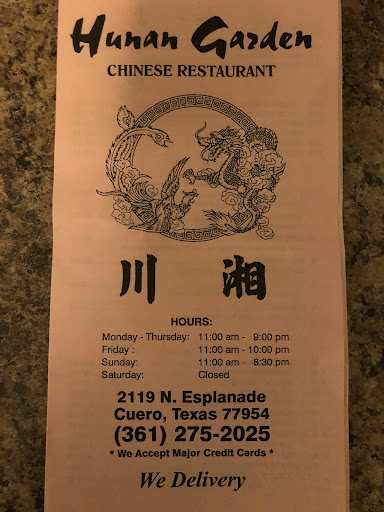 Hunan Garden
CHINESE RESTAURANT
川 湘
HOURS:
Monday - Thursday: 11:00 am - 9:00 pm
Friday : 11:00 am - 10:00 pm
Sunday: 11:00 am - 8:30 pm
Saturday: Closed
2119 N. Esplanade
Cuero, Texas 77954
(361) 275-2025
* We Accept Major Credit Cards *
We Delivery